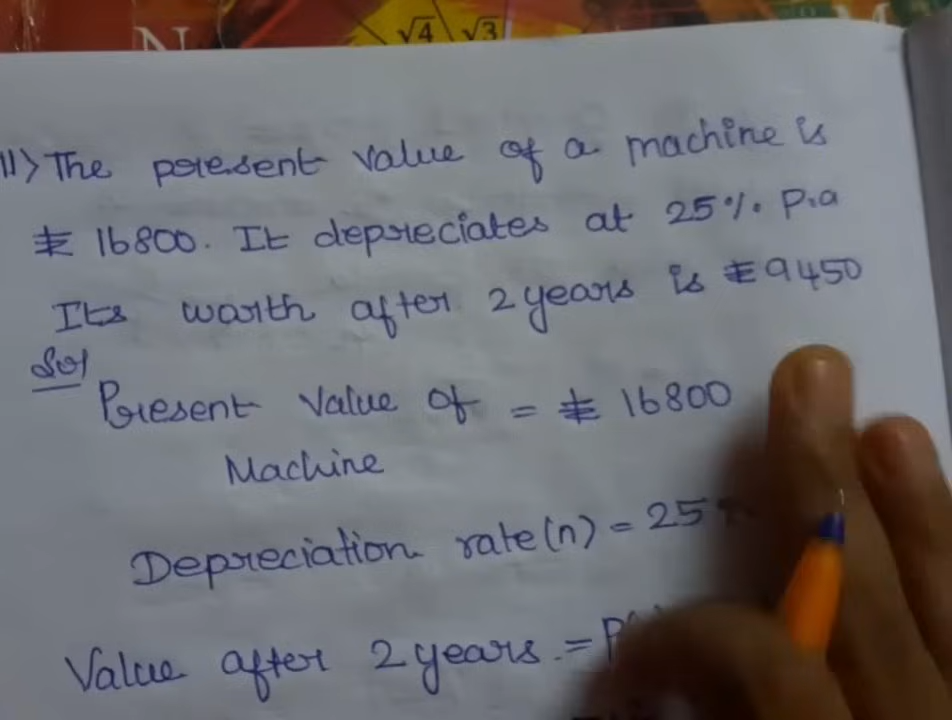 N √4 √3 M
11) The present value of a machine is
₹ 16800. It depreciates at 25% p.a
Its worth after 2 years is ₹ 9450
Sol
Present value of = ₹ 16800
Machine
Depreciation rate(n) = 25
Value after 2 years = P(